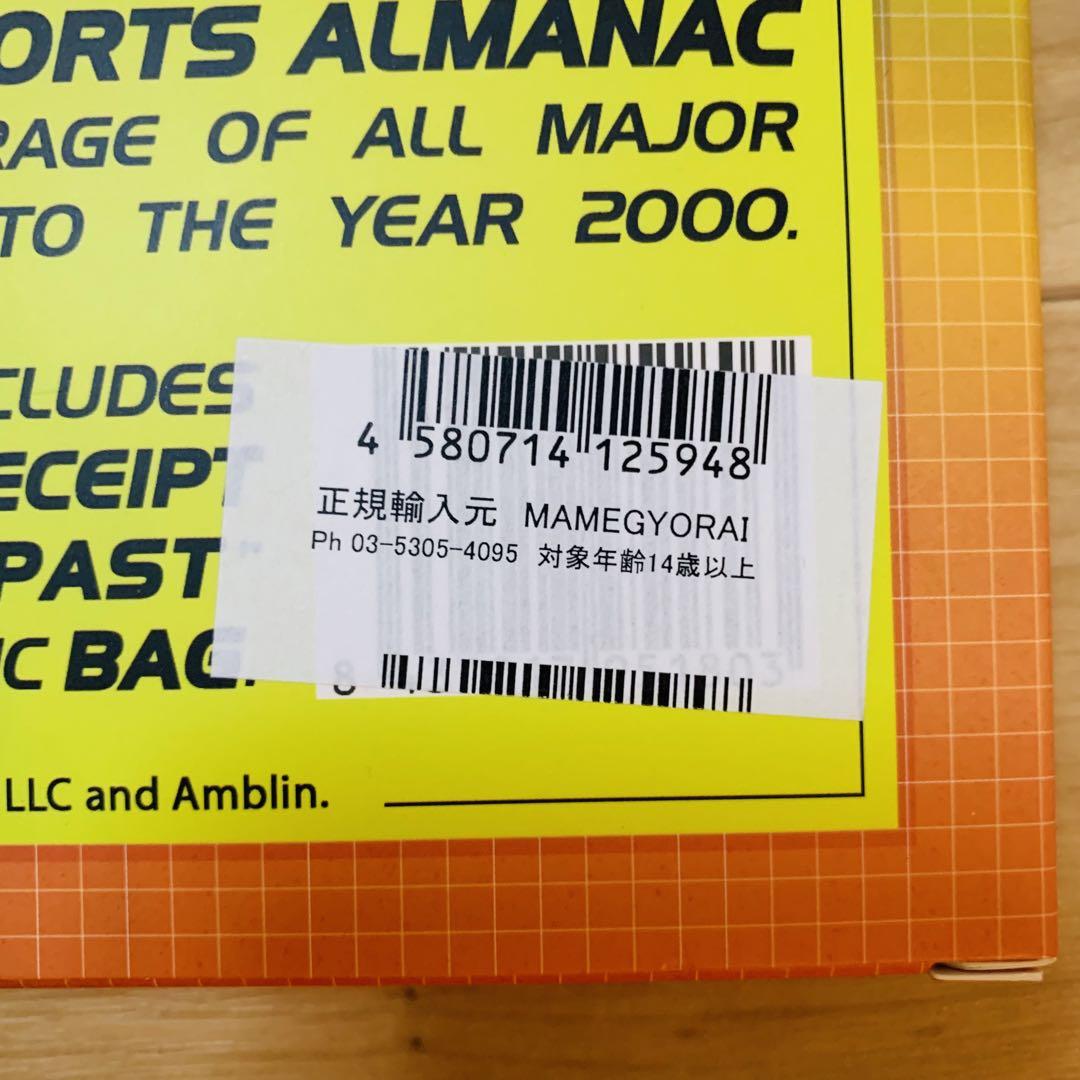 ORTS ALMANAC
RAGE OF ALL MAJOR
TO THE YEAR 2000.
CLUDES
ECEIPT
PAST
IC BAG.
4 580714 125948
正規輸入元 MAMEGYORAI
Ph 03-5305-4095 対象年齢14歳以上
LLC and Amblin.